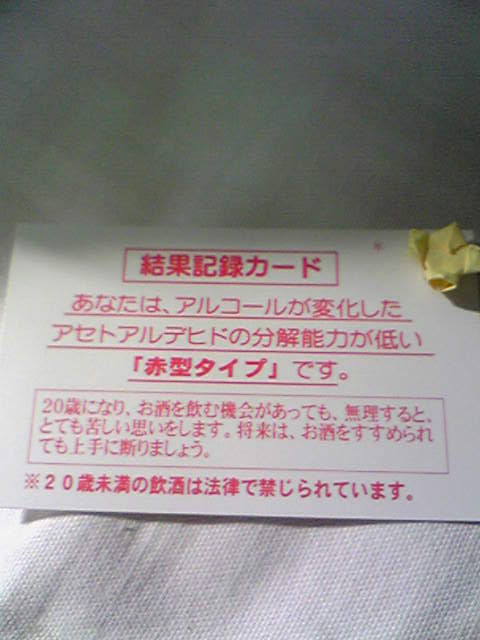 結果記録カード
あなたは、アルコールが変化した
アセトアルデヒドの分解能力が低い
「赤型タイプ」です。
20歳になり、お酒を飲む機会があっても、無理すると、
とても苦しい思いをします。将来は、お酒をすすめられ
ても上手に断りましょう。
※20歳未満の飲酒は法律で禁じられています。